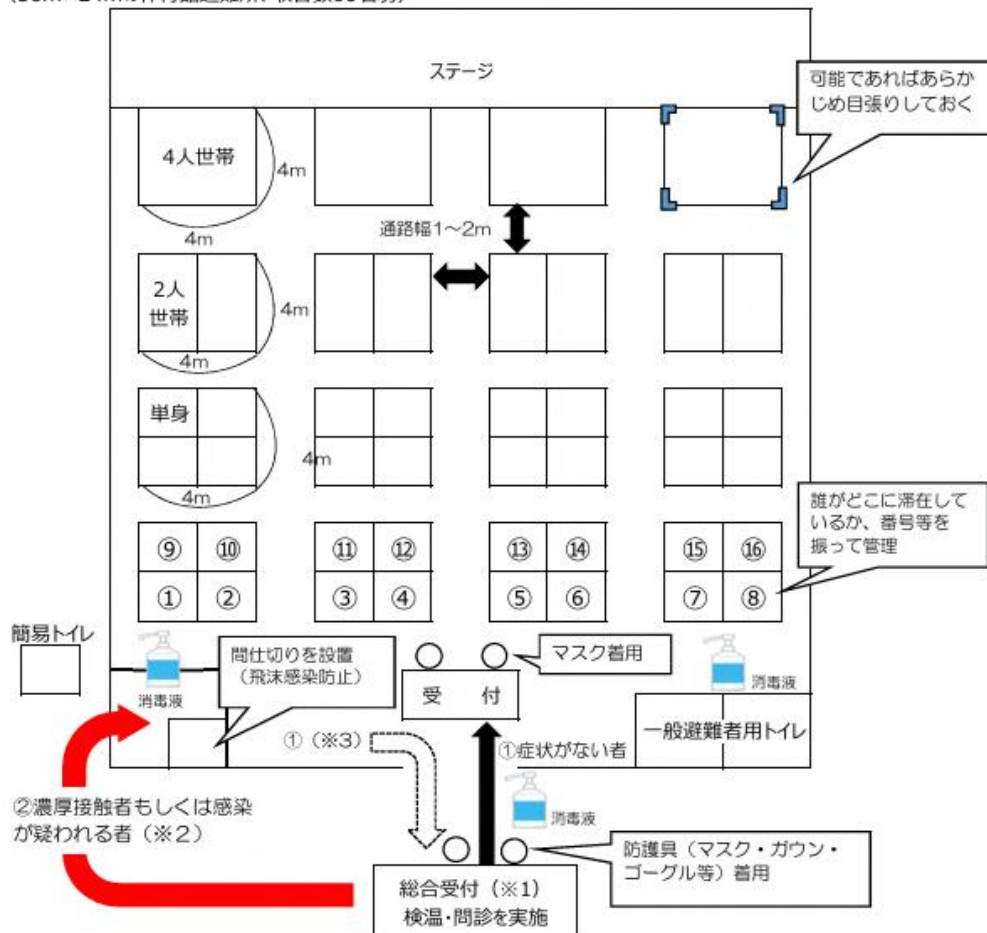 ステージ
可能であればあらか
じめ目張りしておく
4人世帯
4m
4m
通路幅1～2m
2人
世帯
4m
4m
単身
4m
4m
誰がどこに滞在して
いるか、番号等を
振って管理
⑨ ⑩ ⑪ ⑫ ⑬ ⑭ ⑮ ⑯
① ② ③ ④ ⑤ ⑥ ⑦ ⑧
簡易トイレ
間仕切りを設置
（飛沫感染防止）
マスク着用
消毒液
消毒液
受 付
一般避難者用トイレ
①（※3）
①症状がない者
消毒液
②濃厚接触者もしくは感染
が疑われる者（※2）
防護具（マスク・ガウン・
ゴーグル等）着用
総合受付（※1）
検温・問診を実施